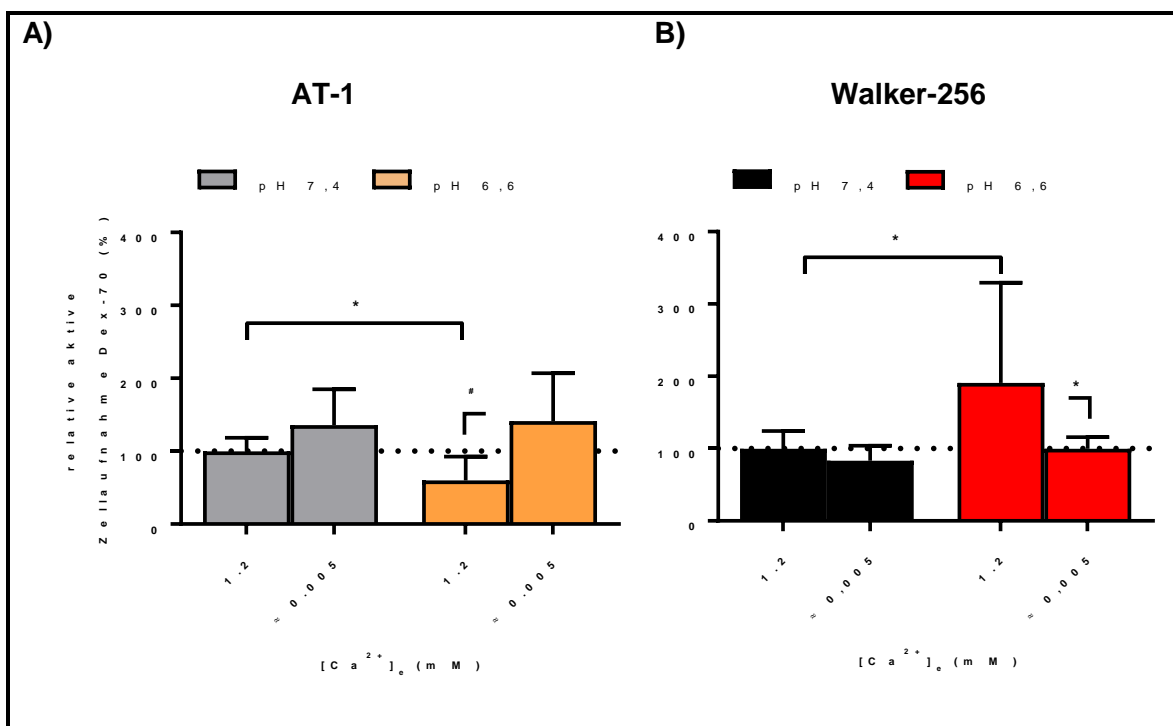 A)
AT-1
pH 7,4 pH 6,6
relative aktive
Zellaufnahme Dex-70 (%)
400
300
200
100
0
*
#
1.2
≈ 0.005
1.2
≈ 0.005
[Ca²⁺]ₑ (mM)
B)
Walker-256
pH 7,4 pH 6,6
400
300
200
100
0
*
*
1.2
≈ 0,005
1.2
≈ 0,005
[Ca²⁺]ₑ (mM)